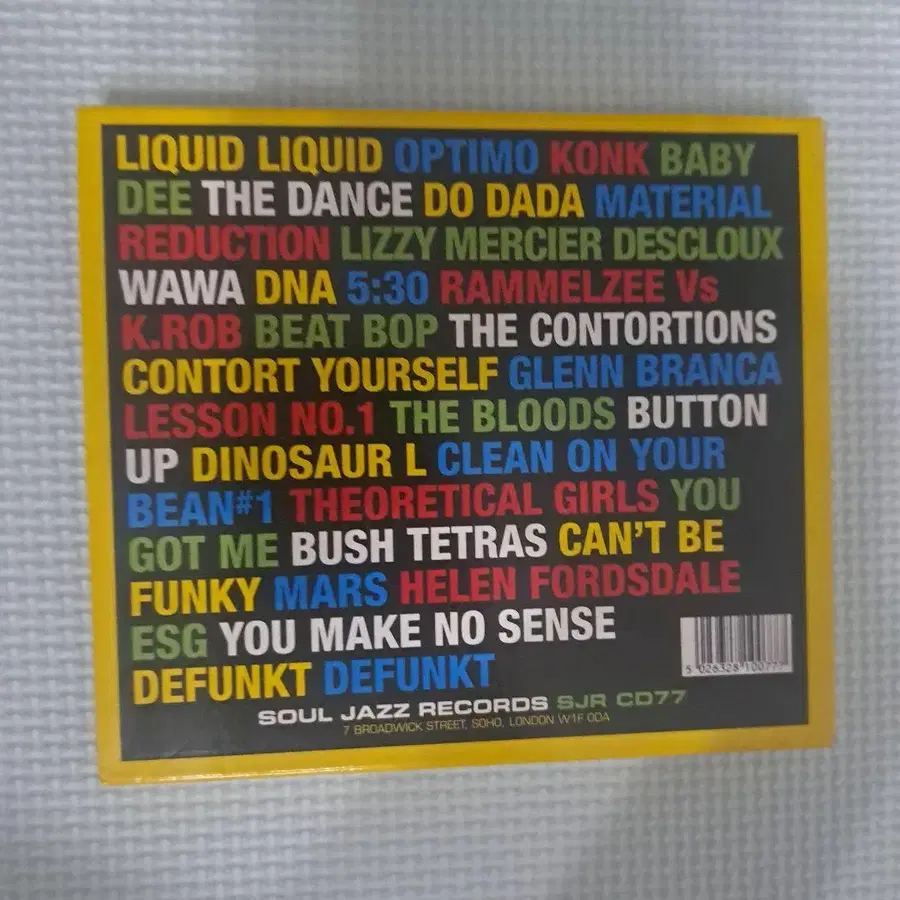 LIQUID LIQUID OPTIMO KONK BABY
DEE THE DANCE DO DADA MATERIAL
REDUCTION LIZZY MERCIER DESCLOUX
WAWA DNA 5:30 RAMMELZEE Vs
K.ROB BEAT BOP THE CONTORTIONS
CONTORT YOURSELF GLENN BRANCA
LESSON NO.1 THE BLOODS BUTTON
UP DINOSAUR L CLEAN ON YOUR
BEAN#1 THEORETICAL GIRLS YOU
GOT ME BUSH TETRAS CAN'T BE
FUNKY MARS HELEN FORDSDALE
ESG YOU MAKE NO SENSE
DEFUNKT DEFUNKT
5 026328 100777
SOUL JAZZ RECORDS SJR CD77
7 BROADWICK STREET, SOHO, LONDON W1F 0DA